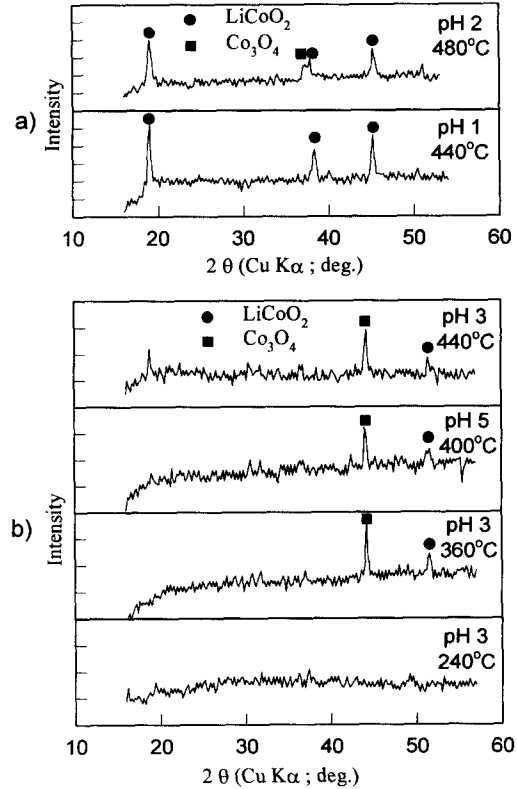 LiCoO2
Co3O4
pH 2
480°C
a)
Intensity
pH 1
440°C
10 20 30 40 50 60
2 θ (Cu Kα ; deg.)
LiCoO2
Co3O4
pH 3
440°C
pH 5
400°C
b)
Intensity
pH 3
360°C
pH 3
240°C
10 20 30 40 50 60
2 θ (Cu Kα ; deg.)